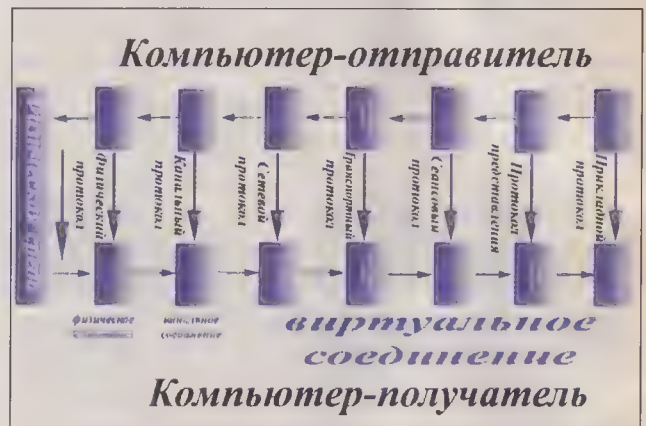 Компьютер-отправитель
физический
протокол
Канальный
протокол
Сетевой
протокол
Транспортный
протокол
Сеансовый
протокол
Протокол
представления
Прикладной
протокол
физическое
канальное
соединение
виртуальное
соединение
Компьютер-получатель